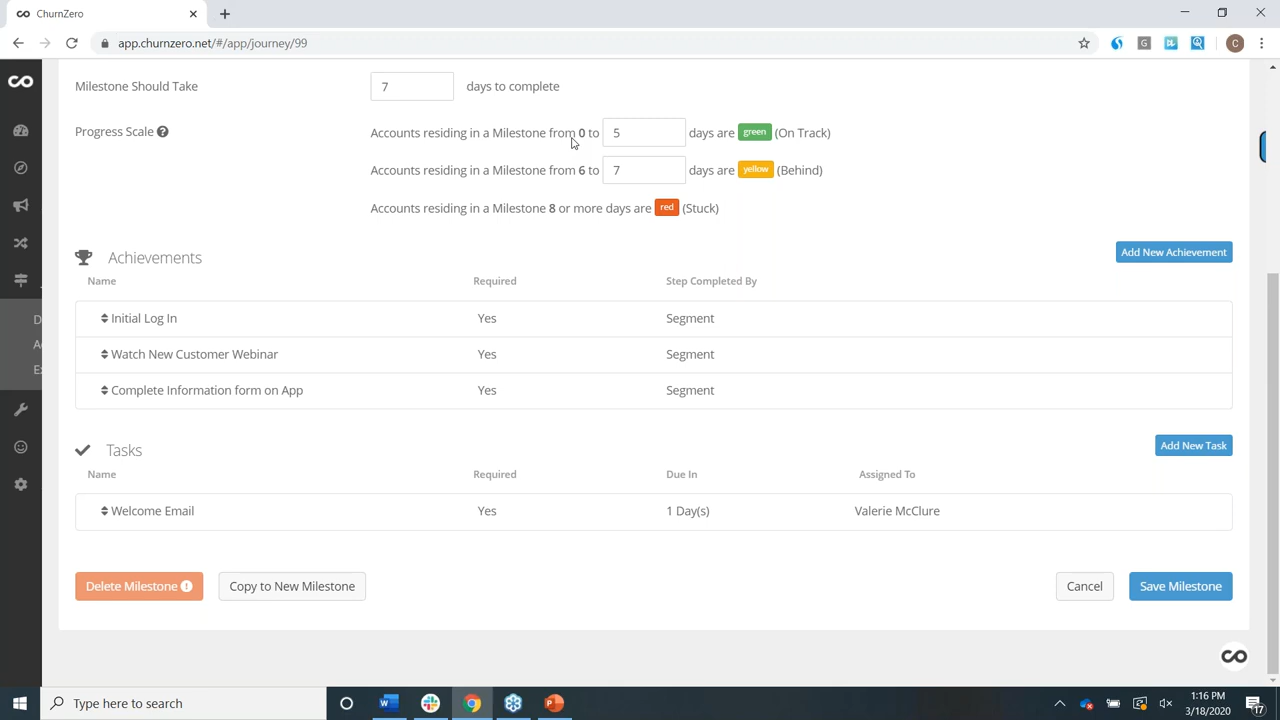 ChurnZero
app.churnzero.net/#/app/journey/99
Milestone Should Take 7 days to complete
Progress Scale Accounts residing in a Milestone from 0 to 5 days are green (On Track)
Accounts residing in a Milestone from 6 to 7 days are yellow (Behind)
Accounts residing in a Milestone 8 or more days are red (Stuck)
Achievements Add New Achievement
Name Required Step Completed By
Initial Log In Yes Segment
Watch New Customer Webinar Yes Segment
Complete Information form on App Yes Segment
Tasks Add New Task
Name Required Due In Assigned To
Welcome Email Yes 1 Day(s) Valerie McClure
Delete Milestone Copy to New Milestone Cancel Save Milestone
Type here to search
1:16 PM
3/18/2020
17